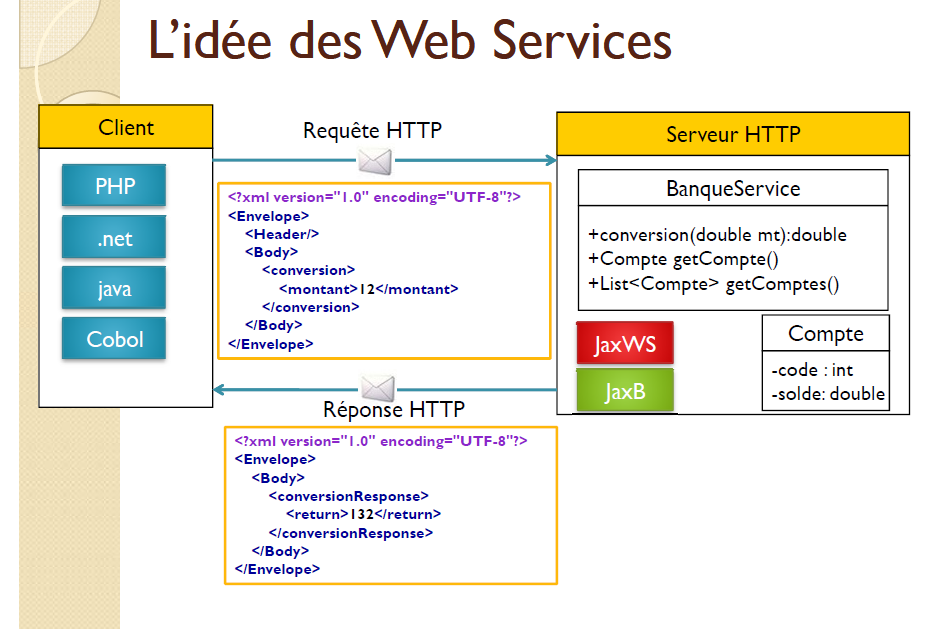 L'idée des Web Services
Client
PHP
.net
java
Cobol
Requête HTTP
<?xml version="1.0" encoding="UTF-8"?>
<Envelope>
<Header/>
<Body>
<conversion>
<montant>12</montant>
</conversion>
</Body>
</Envelope>
Réponse HTTP
<?xml version="1.0" encoding="UTF-8"?>
<Envelope>
<Body>
<conversionResponse>
<return>132</return>
</conversionResponse>
</Body>
</Envelope>
Serveur HTTP
BanqueService
+conversion(double mt):double
+Compte getCompte()
+List<Compte> getComptes()
JaxWS
JaxB
Compte
-code : int
-solde: double